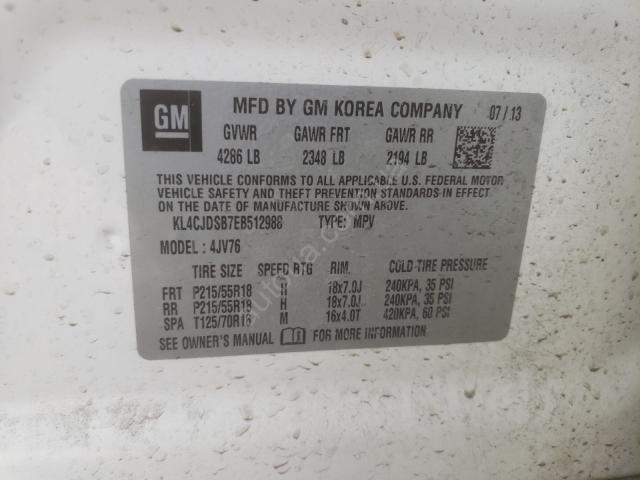 GM
MFD BY GM KOREA COMPANY 07/13
GVWR GAWR FRT GAWR RR
4286 LB 2348 LB 2194 LB
THIS VEHICLE CONFORMS TO ALL APPLICABLE U.S. FEDERAL MOTOR
VEHICLE SAFETY AND THEFT PREVENTION STANDARDS IN EFFECT ON
THE DATE OF MANUFACTURE SHOWN ABOVE.
KL4CJDSB7EB512988 TYPE: MPV
MODEL: 4JV76
TIRE SIZE SPEED RTG RIM COLD TIRE PRESSURE
FRT P215/55R18 H 18x7.0J 240KPA, 35 PSI
RR P215/55R18 H 18x7.0J 240KPA, 35 PSI
SPA T125/70R16 M 16x4.0T 420KPA, 60 PSI
SEE OWNER'S MANUAL FOR MORE INFORMATION